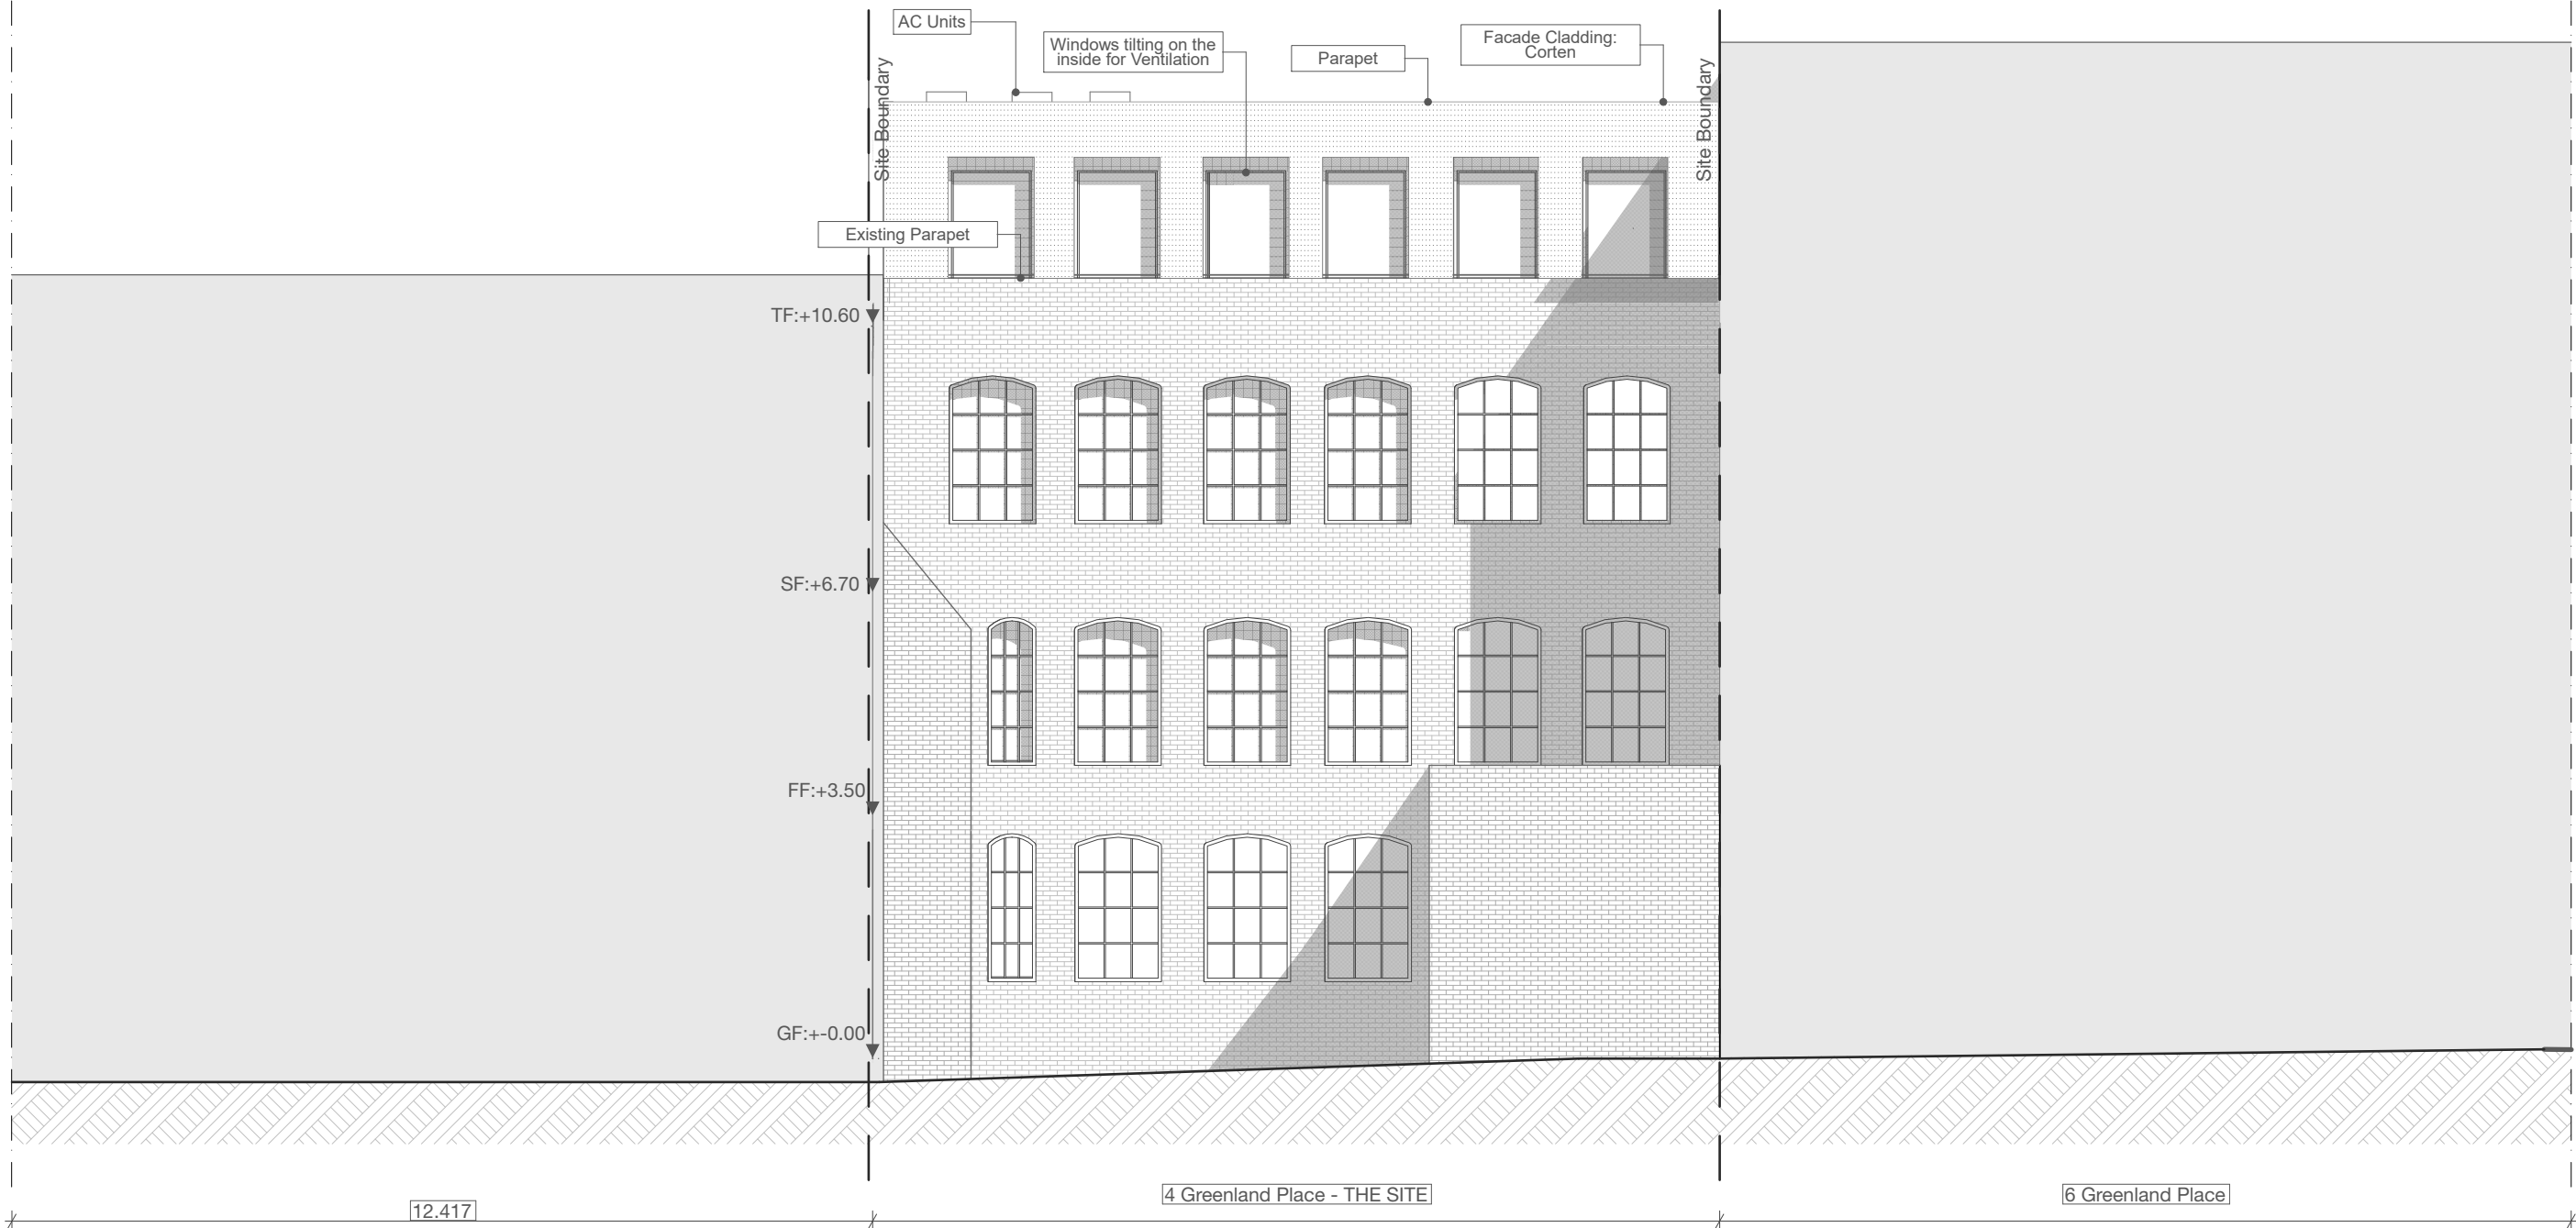 AC Units
Windows tilting on the
inside for Ventilation
Parapet
Facade Cladding:
Corten
Site Boundary
Site Boundary
Existing Parapet
TF:+10.60
SF:+6.70
FF:+3.50
GF:+-0.00
12.417
4 Greenland Place - THE SITE
6 Greenland Place